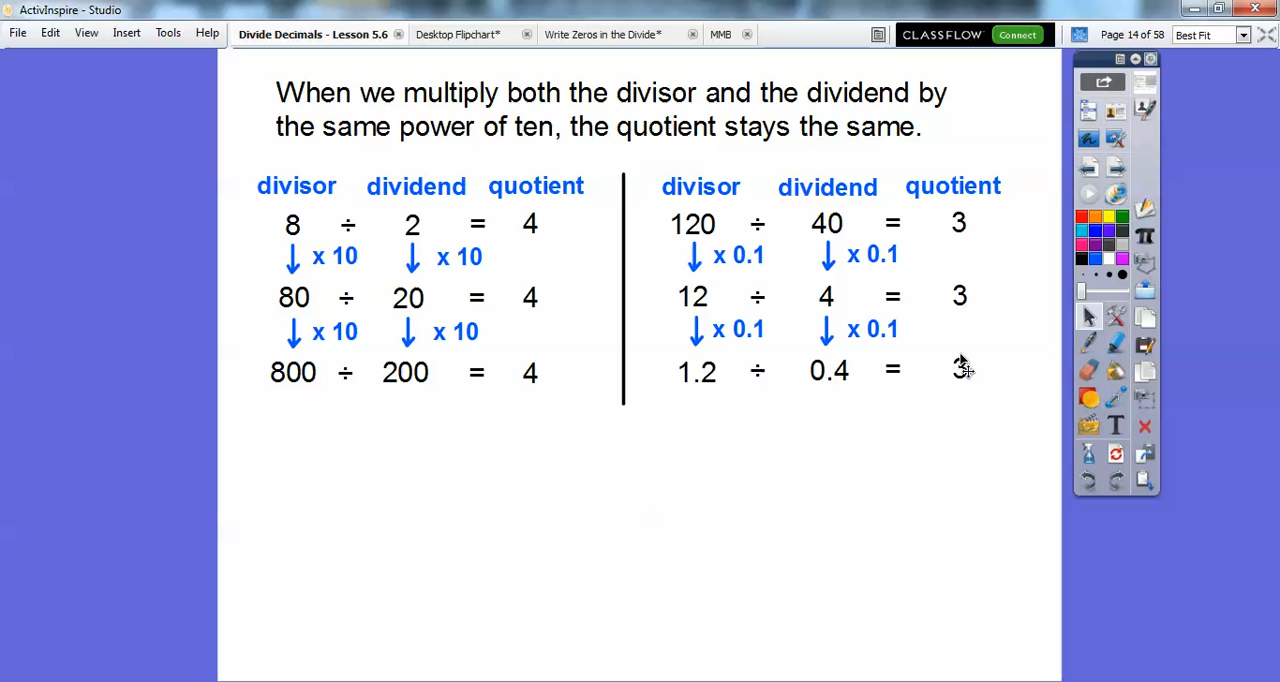 ActivInspire - Studio
File Edit View Insert Tools Help
Divide Decimals - Lesson 5.6
Desktop Flipchart*
Write Zeros in the Divide*
MMB
CLASSFLOW Connect
Page 14 of 58
Best Fit
When we multiply both the divisor and the dividend by
the same power of ten, the quotient stays the same.
divisor dividend quotient
8 ÷ 2 = 4
↓ x 10 ↓ x 10
80 ÷ 20 = 4
↓ x 10 ↓ x 10
800 ÷ 200 = 4
divisor dividend quotient
120 ÷ 40 = 3
↓ x 0.1 ↓ x 0.1
12 ÷ 4 = 3
↓ x 0.1 ↓ x 0.1
1.2 ÷ 0.4 = 3